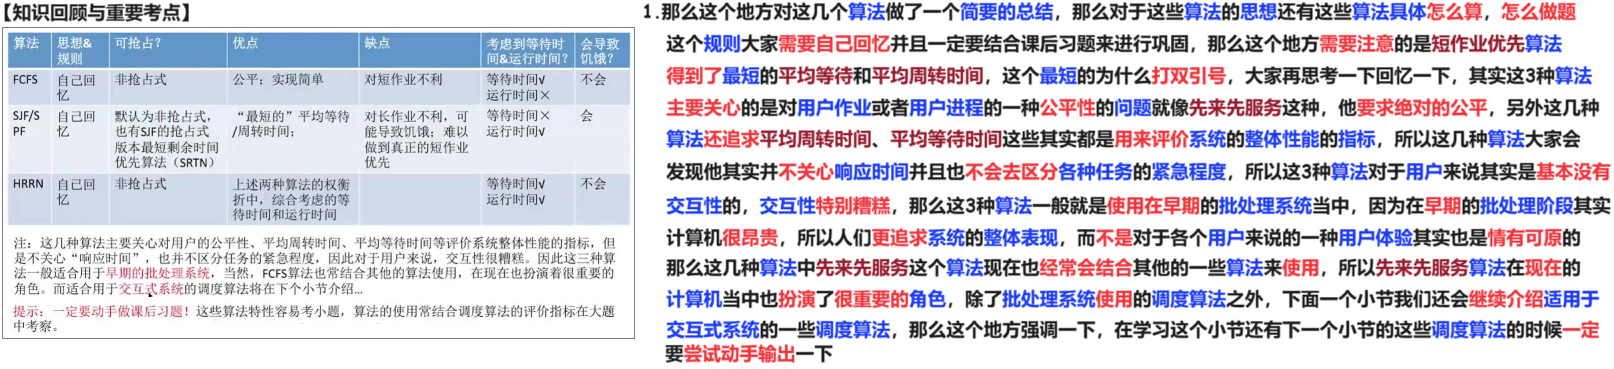 【知识回顾与重要考点】
算法 思想&规则 可抢占? 优点 缺点 考虑到等待时间&运行时间? 会导致饥饿?
FCFS 自己回忆 非抢占式 公平；实现简单 对短作业不利 等待时间√ 运行时间× 不会
SJF/SPF 自己回忆 默认为非抢占式，也有SJF的抢占式版本最短剩余时间优先算法（SRTN） “最短的”平均等待/周转时间； 对长作业不利，可能导致饥饿；难以做到真正的短作业优先 等待时间× 运行时间√ 会
HRRN 自己回忆 非抢占式 上述两种算法的权衡折中，综合考虑的等待时间和运行时间 等待时间√ 运行时间√ 不会
注：这几种算法主要关心对用户的公平性、平均周转时间、平均等待时间等评价系统整体性能的指标，但
是不关心“响应时间”，也并不区分任务的紧急程度，因此对于用户来说，交互性很糟糕。因此这三种算
法一般适合用于早期的批处理系统，当然，FCFS算法也常结合其他的算法使用，在现在也扮演着很重要的
角色。而适合用于交互式系统的调度算法将在下个小节介绍...
提示：一定要动手做课后习题！这些算法特性容易考小题，算法的使用常结合调度算法的评价指标在大题
中考察。
1.那么这个地方对这几个算法做了一个简要的总结，那么对于这些算法的思想还有这些算法具体怎么算，怎么做题
这个规则大家需要自己回忆并且一定要结合课后习题来进行巩固，那么这个地方需要注意的是短作业优先算法
得到了最短的平均等待和平均周转时间，这个最短的为什么打双引号，大家再思考一下回忆一下，其实这3种算法
主要关心的是对用户作业或者用户进程的一种公平性的问题就像先来先服务这种，他要求绝对的公平，另外这几种
算法还追求平均周转时间、平均等待时间这些其实都是用来评价系统的整体性能的指标，所以这几种算法大家会
发现他其实并不关心响应时间并且也不会去区分各种任务的紧急程度，所以这3种算法对于用户来说其实是基本没有
交互性的，交互性特别糟糕，那么这3种算法一般就是使用在早期的批处理系统当中，因为在早期的批处理阶段其实
计算机很昂贵，所以人们更追求系统的整体表现，而不是对于各个用户来说的一种用户体验其实也是情有可原的
那么这几种算法中先来先服务这个算法现在也经常会结合其他的一些算法来使用，所以先来先服务算法在现在的
计算机当中也扮演了很重要的角色，除了批处理系统使用的调度算法之外，下面一个小节我们还会继续介绍适用于
交互式系统的一些调度算法，那么这个地方强调一下，在学习这个小节还有下一个小节的这些调度算法的时候一定
要尝试动手输出一下